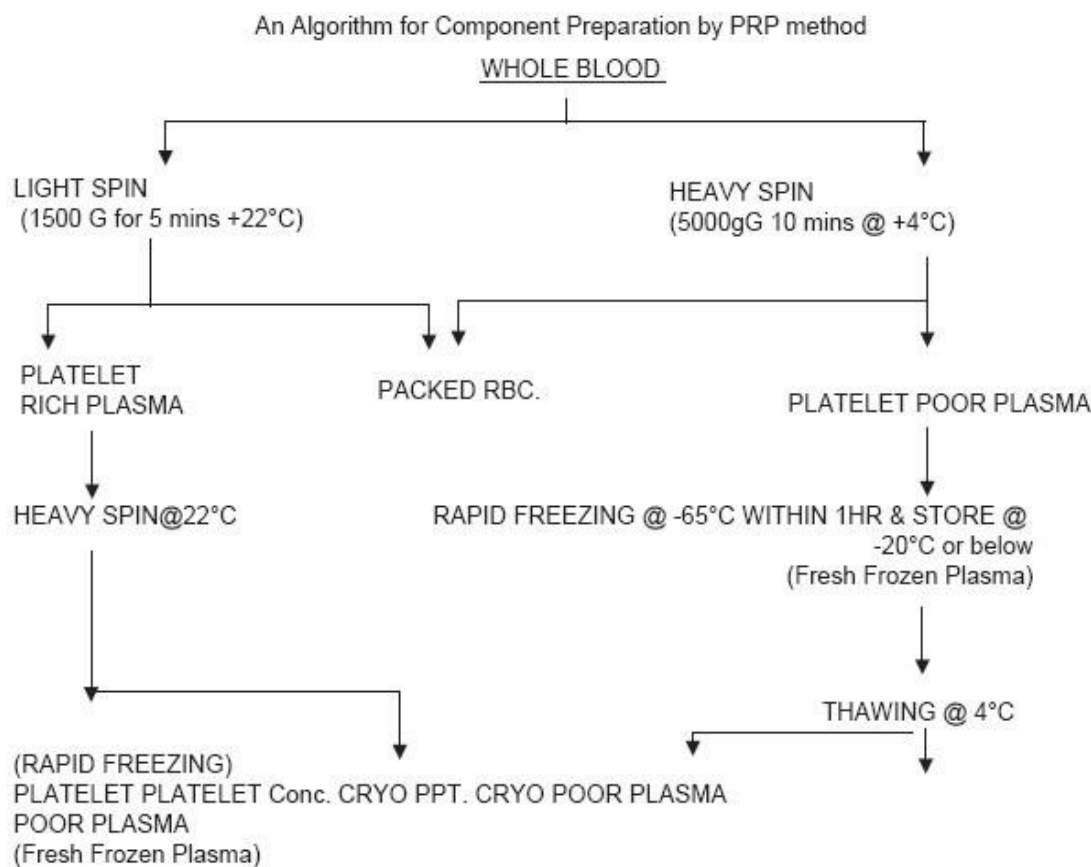 An Algorithm for Component Preparation by PRP method
WHOLE BLOOD
LIGHT SPIN
(1500 G for 5 mins +22°C)
HEAVY SPIN
(5000gG 10 mins @ +4°C)
PLATELET
RICH PLASMA
PACKED RBC.
PLATELET POOR PLASMA
HEAVY SPIN@22°C
RAPID FREEZING @ -65°C WITHIN 1HR & STORE @
-20°C or below
(Fresh Frozen Plasma)
THAWING @ 4°C
(RAPID FREEZING)
PLATELET PLATELET Conc. CRYO PPT. CRYO POOR PLASMA
POOR PLASMA
(Fresh Frozen Plasma)